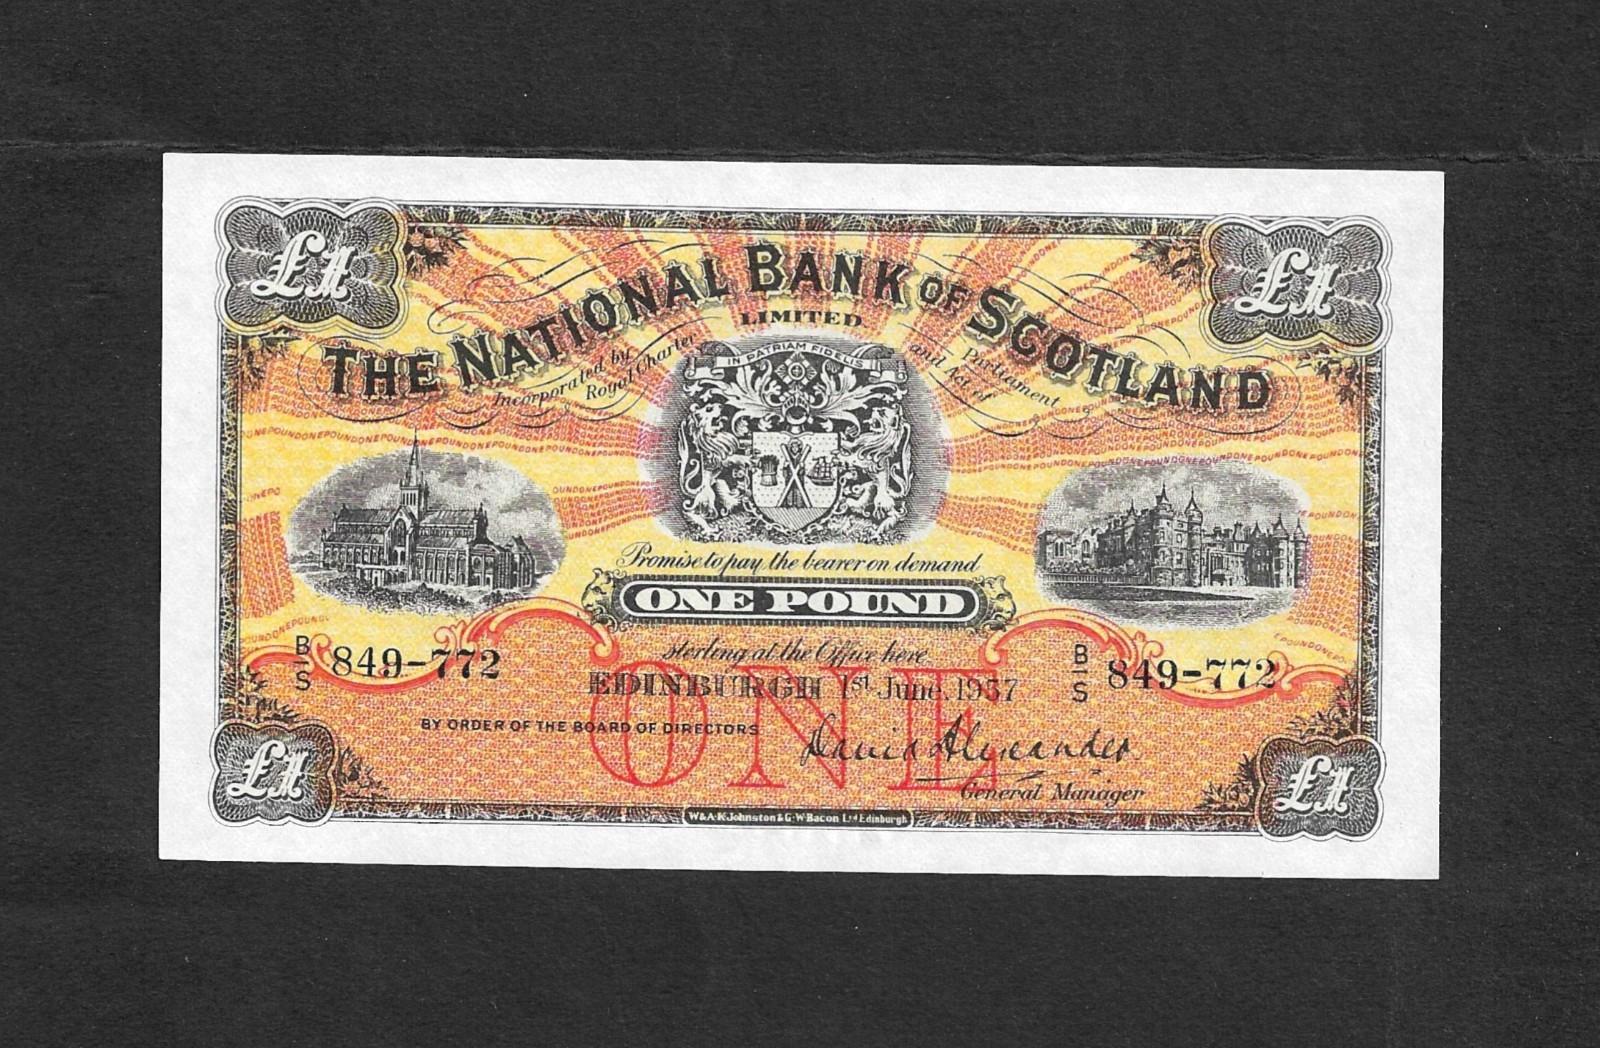 £1 £1
THE NATIONAL BANK OF SCOTLAND
LIMITED
Incorporated by Royal Charter and Act of Parliament
IN PATRIAM FIDELIS
Promise to pay the bearer on demand
ONE POUND
sterling at the Office here
B/S 849-772 B/S 849-772
EDINBURGH 1st June, 1957
BY ORDER OF THE BOARD OF DIRECTORS
David Alexander
General Manager
ONE
£1 £1
W. & A. K. Johnston & G. W. Bacon Ltd Edinburgh